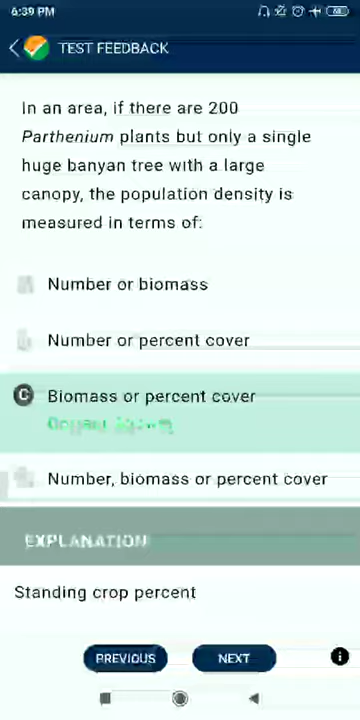 6:39 PM
68
TEST FEEDBACK
In an area, if there are 200
Parthenium plants but only a single
huge banyan tree with a large
canopy, the population density is
measured in terms of:
Number or biomass
Number or percent cover
C Biomass or percent cover
Number, biomass or percent cover
EXPLANATION
Standing crop percent
PREVIOUS NEXT